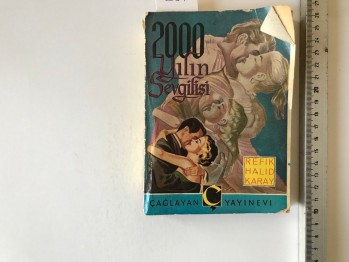 2000
Yılın
Sevgilisi
REFİK
HALİD
KARAY
ÇAĞLAYAN Ç YAYINEVİ